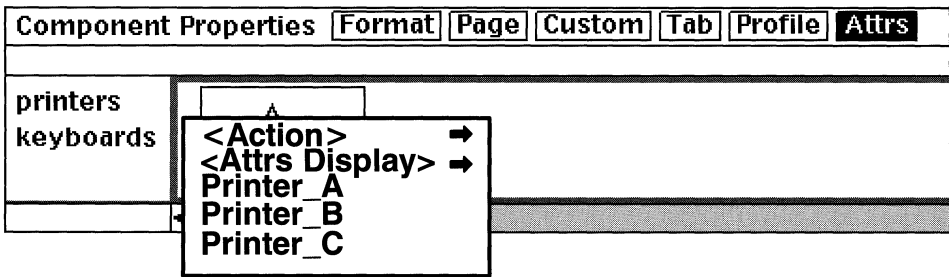 Component Properties Format Page Custom Tab Profile Attrs
printers
keyboards
A
<Action>
<Attrs Display>
Printer_A
Printer_B
Printer_C